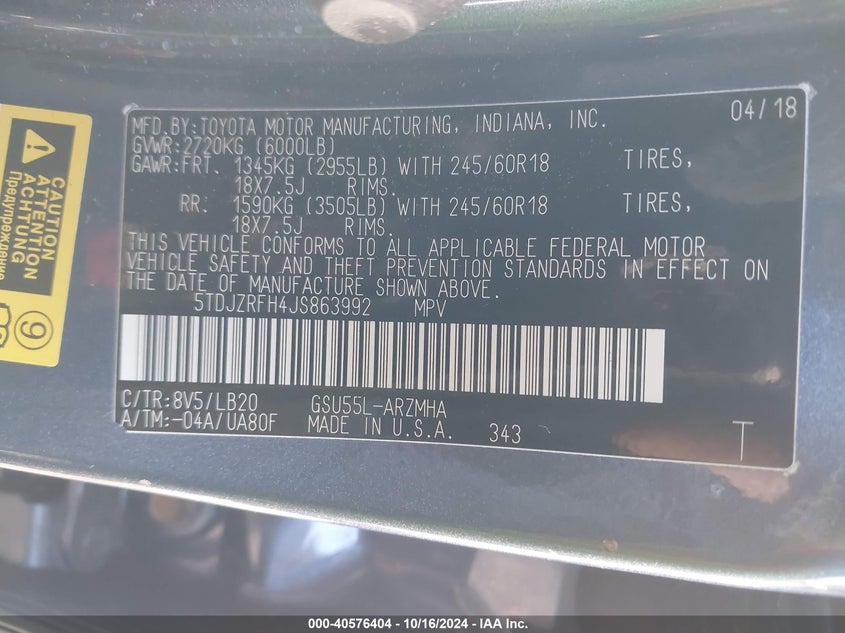 MFD.BY:TOYOTA MOTOR MANUFACTURING, INDIANA, INC. 04/18
GVWR:2720KG (6000LB)
GAWR:FRT. 1345KG (2955LB) WITH 245/60R18 TIRES,
18X7.5J RIMS.
RR. 1590KG (3505LB) WITH 245/60R18 TIRES,
18X7.5J RIMS.
THIS VEHICLE CONFORMS TO ALL APPLICABLE FEDERAL MOTOR
VEHICLE SAFETY AND THEFT PREVENTION STANDARDS IN EFFECT ON
THE DATE OF MANUFACTURE SHOWN ABOVE.
5TDJZRFH4JS863992 MPV
C/TR:8V5/LB20 GSU55L-ARZMHA
A/TM:-04A/UA80F MADE IN U.S.A. 343 T
CAUTION
ATTENTION
ACHTUNG
Предупреждение
9
000-40576404 - 10/16/2024 - IAA Inc.